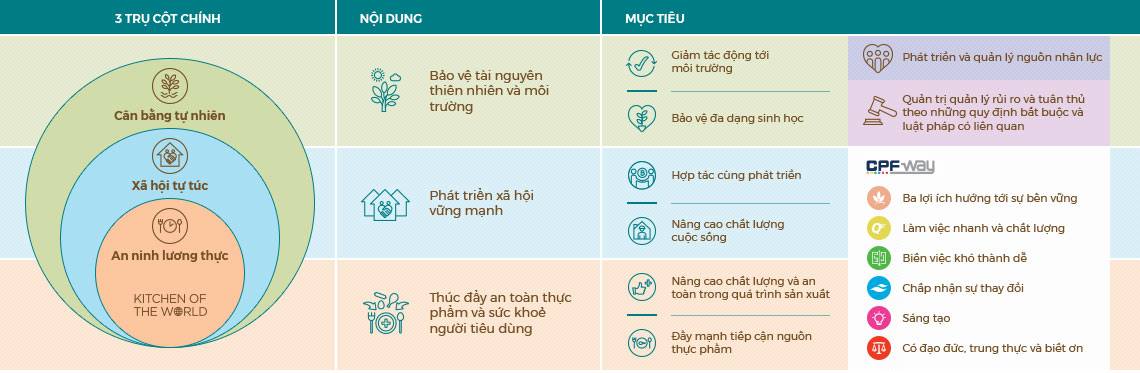 3 TRỤ CỘT CHÍNH
NỘI DUNG
MỤC TIÊU
Cân bằng tự nhiên
Xã hội tự túc
An ninh lương thực
KITCHEN OF
THE WORLD
Bảo vệ tài nguyên
thiên nhiên và môi
trường
Phát triển xã hội
vững mạnh
Thúc đẩy an toàn thực
phẩm và sức khoẻ
người tiêu dùng
Giảm tác động tới
môi trường
Bảo vệ đa dạng sinh học
Hợp tác cùng phát triển
Nâng cao chất lượng
cuộc sống
Nâng cao chất lượng và an
toàn trong quá trình sản xuất
Đẩy mạnh tiếp cận nguồn
thực phẩm
Phát triển và quản lý nguồn nhân lực
Quản trị quản lý rủi ro và tuân thủ
theo những quy định bắt buộc và
luật pháp có liên quan
CPF-way
Ba lợi ích hướng tới sự bền vững
Làm việc nhanh và chất lượng
Biến việc khó thành dễ
Chấp nhận sự thay đổi
Sáng tạo
Có đạo đức, trung thực và biết ơn